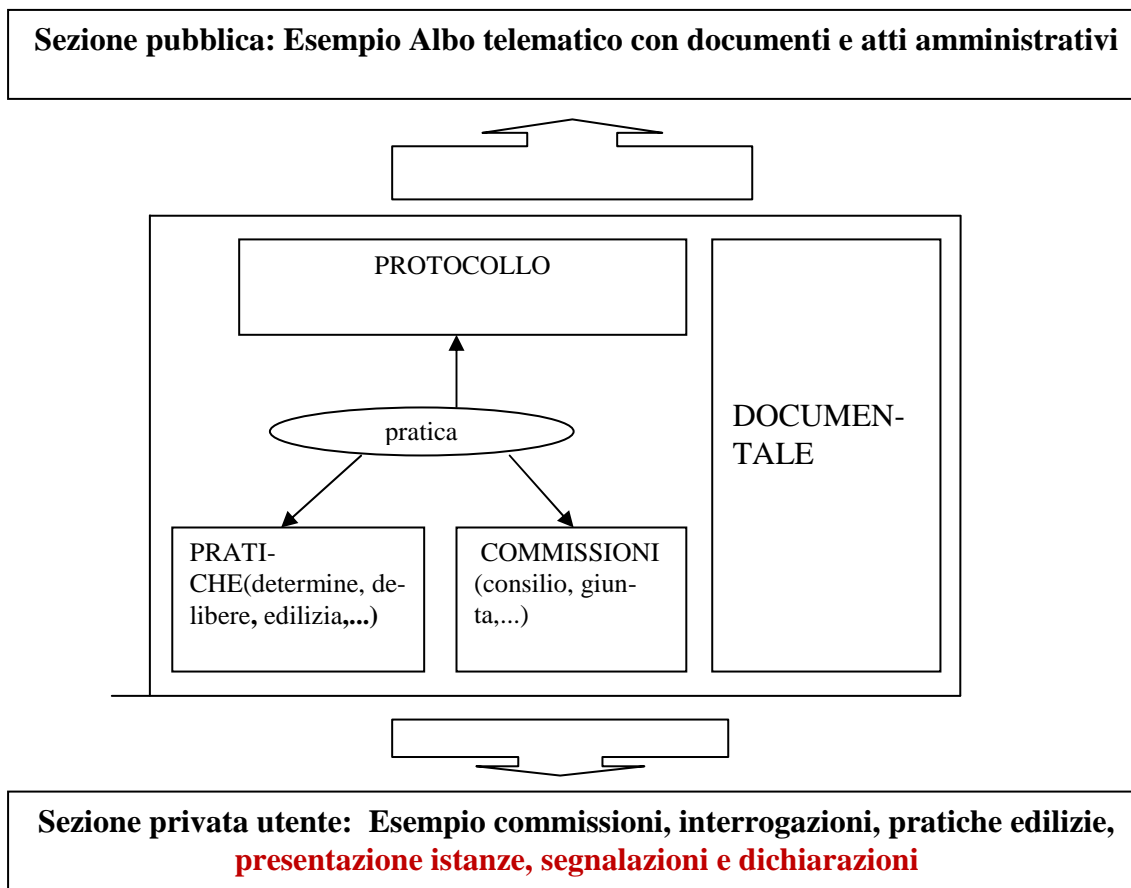 Sezione pubblica: Esempio Albo telematico con documenti e atti amministrativi
PROTOCOLLO
pratica
DOCUMEN-
TALE
PRATI-
CHE(determine, de-
libere, edilizia,...)
COMMISSIONI
(consilio, giun-
ta,...)
Sezione privata utente: Esempio commissioni, interrogazioni, pratiche edilizie,
presentazione istanze, segnalazioni e dichiarazioni